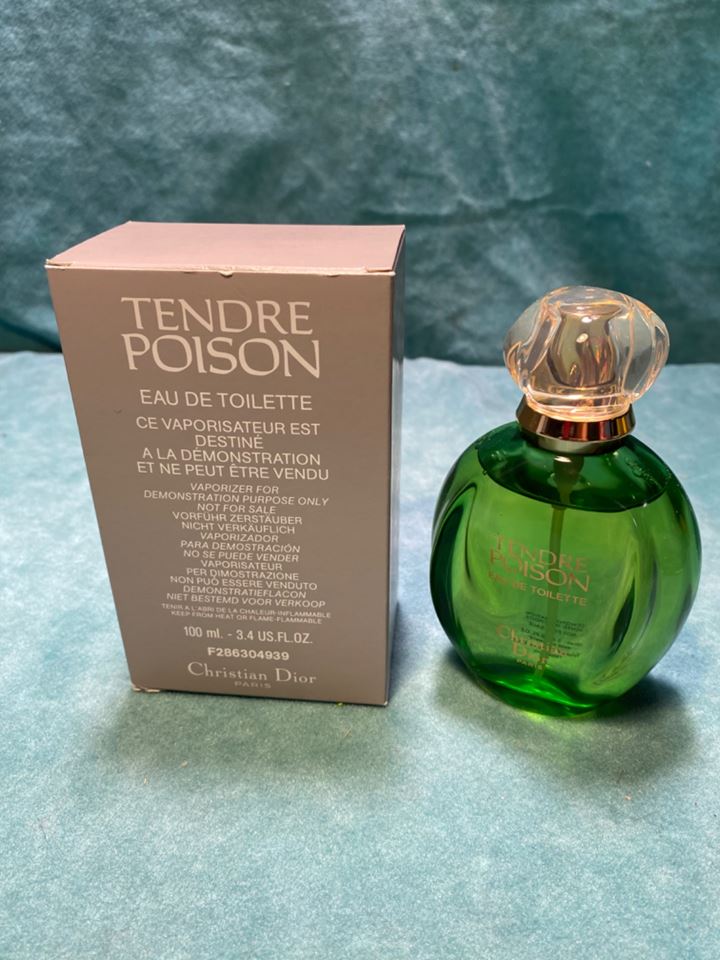 TENDRE
POISON
EAU DE TOILETTE
CE VAPORISATEUR EST
DESTINÉ
A LA DÉMONSTRATION
ET NE PEUT ÊTRE VENDU
VAPORIZER FOR
DEMONSTRATION PURPOSE ONLY
NOT FOR SALE
VORFÜHR ZERSTÄUBER
NICHT VERKÄUFLICH
VAPORIZADOR
PARA DEMOSTRACIÓN
NO SE PUEDE VENDER
VAPORISATEUR
PER DIMOSTRAZIONE
NON PUÒ ESSERE VENDUTO
DEMONSTRATIEFLACON
NIET BESTEMD VOOR VERKOOP
TENIR A L'ABRI DE LA CHALEUR-INFLAMMABLE
KEEP FROM HEAT OR FLAME-FLAMMABLE
100 ml. - 3.4 US.FL.OZ.
F286304939
Christian Dior
PARIS
TENDRE
POISON
EAU DE TOILETTE
Christian
Dior
PARIS